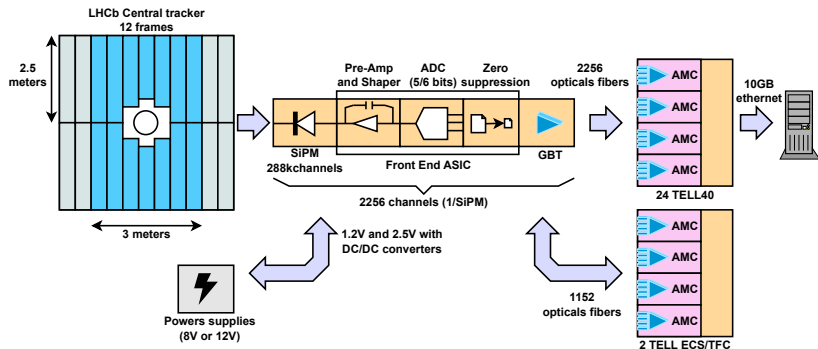 LHCb Central tracker
12 frames
2.5
meters
3 meters
Pre-Amp
and Shaper
ADC
(5/6 bits)
Zero
suppression
SiPM
288kchannels
Front End ASIC
GBT
2256 channels (1/SiPM)
1.2V and 2.5V with
DC/DC converters
Powers supplies
(8V or 12V)
2256
opticals fibers
AMC
AMC
AMC
AMC
24 TELL40
10GB
ethernet
1152
opticals fibers
AMC
AMC
AMC
AMC
2 TELL ECS/TFC